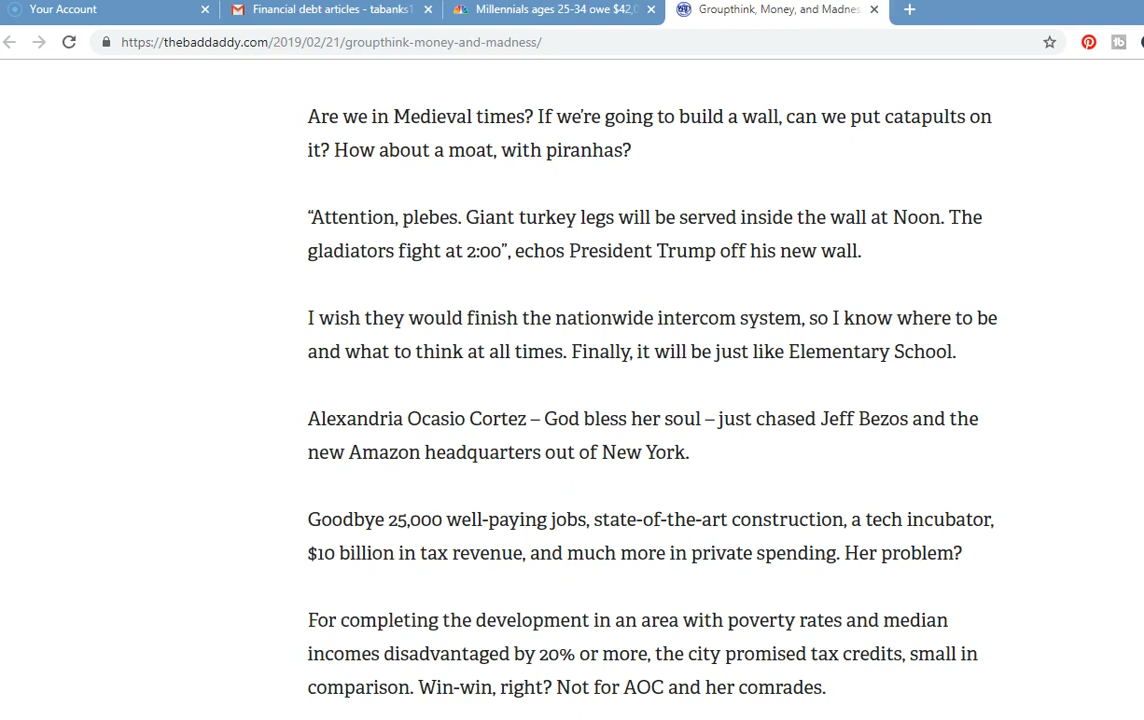 Your Account
Financial debt articles - tabanks1
Millennials ages 25-34 owe $42,0
Groupthink, Money, and Madnes
https://thebaddaddy.com/2019/02/21/groupthink-money-and-madness/
Are we in Medieval times? If we’re going to build a wall, can we put catapults on
it? How about a moat, with piranhas?
“Attention, plebes. Giant turkey legs will be served inside the wall at Noon. The
gladiators fight at 2:00”, echos President Trump off his new wall.
I wish they would finish the nationwide intercom system, so I know where to be
and what to think at all times. Finally, it will be just like Elementary School.
Alexandria Ocasio Cortez – God bless her soul – just chased Jeff Bezos and the
new Amazon headquarters out of New York.
Goodbye 25,000 well-paying jobs, state-of-the-art construction, a tech incubator,
$10 billion in tax revenue, and much more in private spending. Her problem?
For completing the development in an area with poverty rates and median
incomes disadvantaged by 20% or more, the city promised tax credits, small in
comparison. Win-win, right? Not for AOC and her comrades.